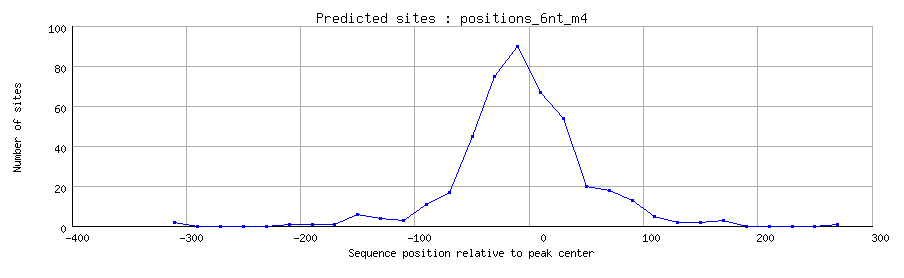 Predicted sites : positions_6nt_m4
100
80
60
40
20
0
Number of sites
-400 -300 -200 -100 0 100 200 300
Sequence position relative to peak center